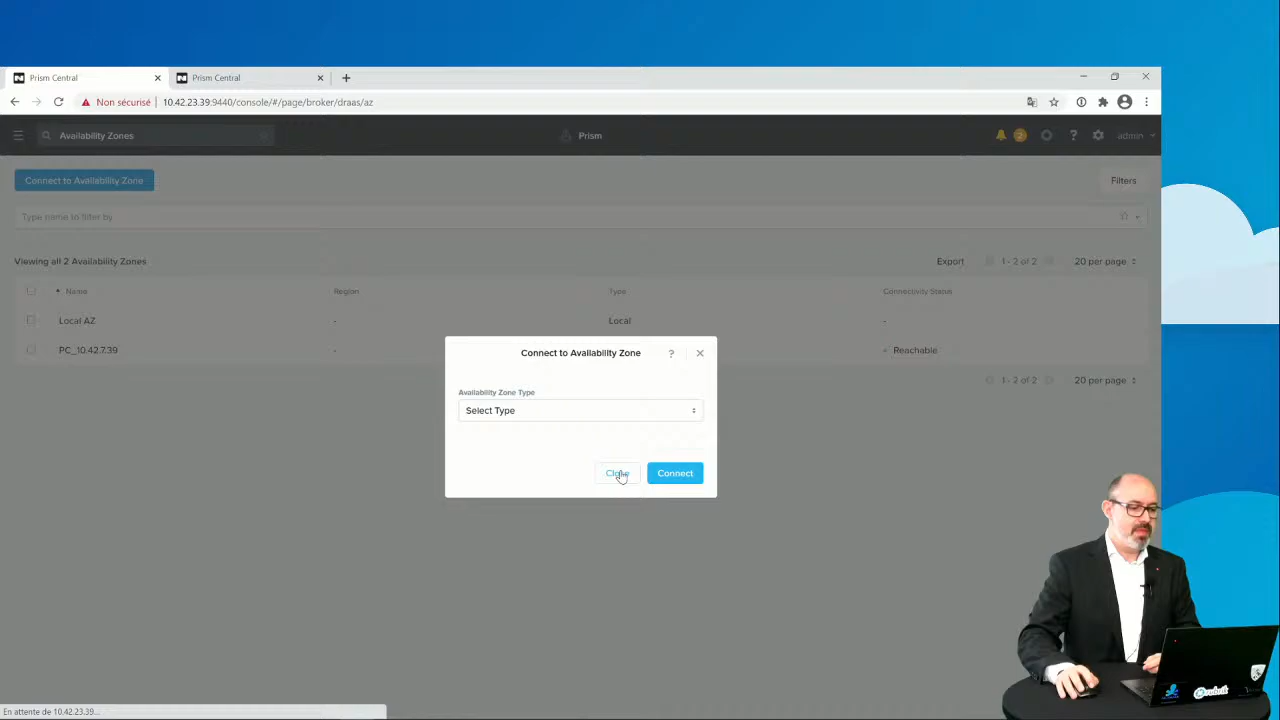 Prism Central
Prism Central
Non sécurisé
10.42.23.39:9440/console/#/page/broker/draas/az
Availability Zones
Prism
2
?
admin
Connect to Availability Zone
Filters
Type name to filter by
Viewing all 2 Availability Zones
Export
1 - 2 of 2
20 per page
Name
Region
Type
Connectivity Status
Local AZ
-
Local
-
PC_10.42.7.39
-
Reachable
1 - 2 of 2
20 per page
Connect to Availability Zone
?
Availability Zone Type
Select Type
Connect
En attente de 10.42.23.39...